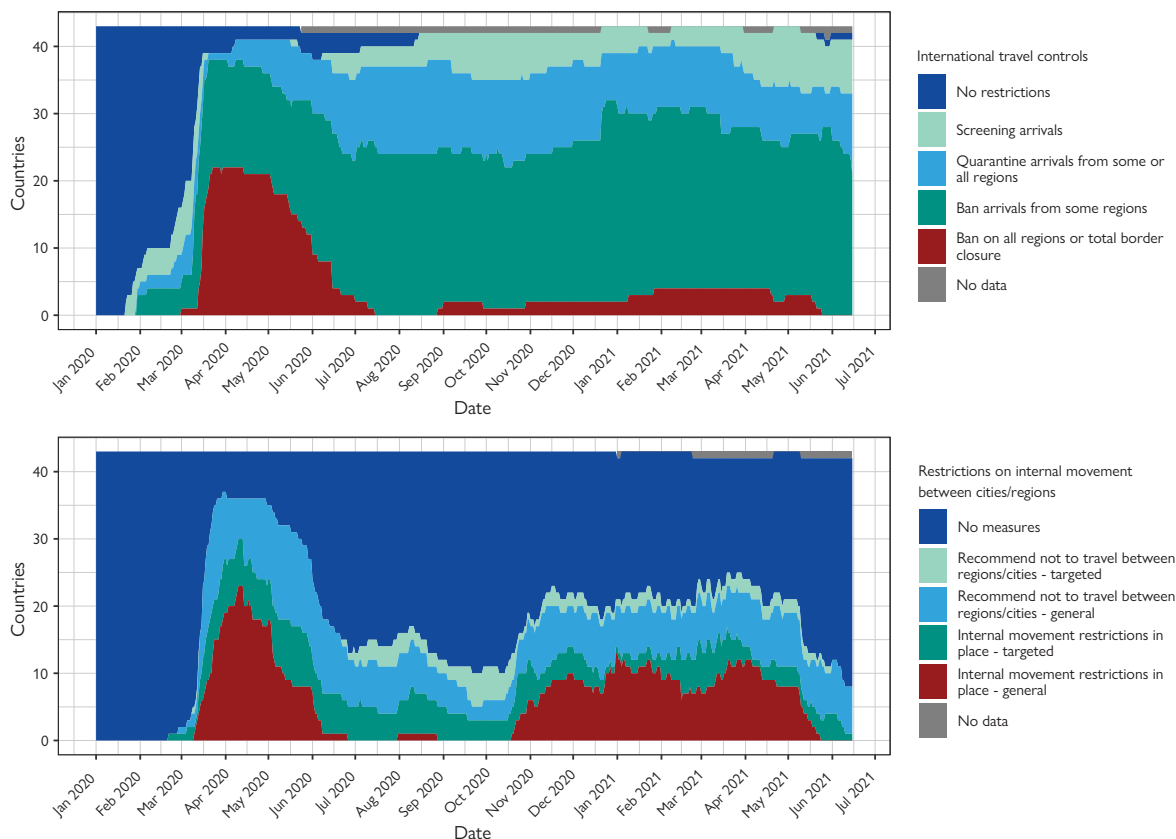 40
30
20
10
0
Countries
Jan 2020
Feb 2020
Mar 2020
Apr 2020
May 2020
Jun 2020
Jul 2020
Aug 2020
Sep 2020
Oct 2020
Nov 2020
Dec 2020
Jan 2021
Feb 2021
Mar 2021
Apr 2021
May 2021
Jun 2021
Jul 2021
Date
International travel controls
No restrictions
Screening arrivals
Quarantine arrivals from some or
all regions
Ban arrivals from some regions
Ban on all regions or total border
closure
No data
40
30
20
10
0
Countries
Jan 2020
Feb 2020
Mar 2020
Apr 2020
May 2020
Jun 2020
Jul 2020
Aug 2020
Sep 2020
Oct 2020
Nov 2020
Dec 2020
Jan 2021
Feb 2021
Mar 2021
Apr 2021
May 2021
Jun 2021
Jul 2021
Date
Restrictions on internal movement
between cities/regions
No measures
Recommend not to travel between
regions/cities - targeted
Recommend not to travel between
regions/cities - general
Internal movement restrictions in
place - targeted
Internal movement restrictions in
place - general
No data